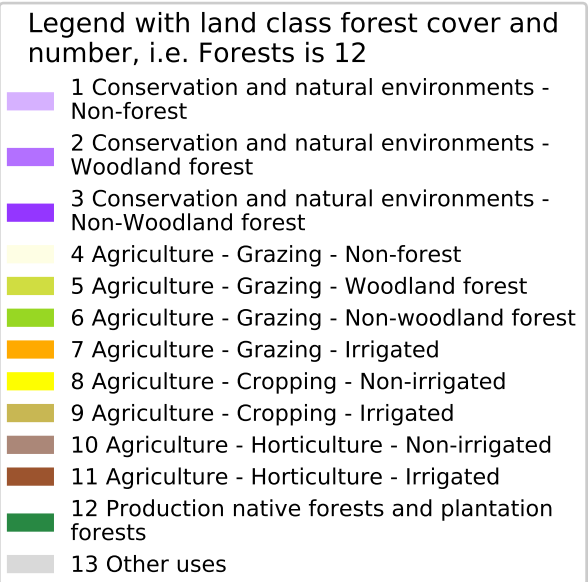 Legend with land class forest cover and
number, i.e. Forests is 12
1 Conservation and natural environments -
Non-forest
2 Conservation and natural environments -
Woodland forest
3 Conservation and natural environments -
Non-Woodland forest
4 Agriculture - Grazing - Non-forest
5 Agriculture - Grazing - Woodland forest
6 Agriculture - Grazing - Non-woodland forest
7 Agriculture - Grazing - Irrigated
8 Agriculture - Cropping - Non-irrigated
9 Agriculture - Cropping - Irrigated
10 Agriculture - Horticulture - Non-irrigated
11 Agriculture - Horticulture - Irrigated
12 Production native forests and plantation
forests
13 Other uses